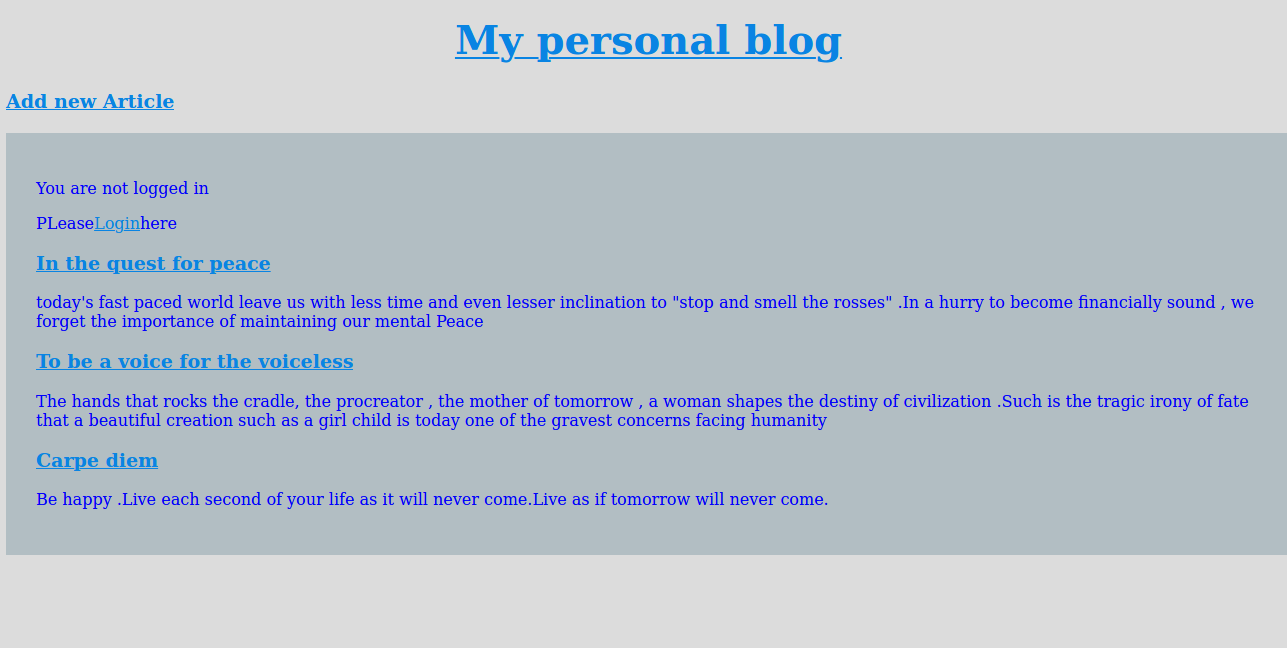 My personal blog
Add new Article
You are not logged in
PLeaseLoginhere
In the quest for peace
today's fast paced world leave us with less time and even lesser inclination to "stop and smell the rosses" .In a hurry to become financially sound , we
forget the importance of maintaining our mental Peace
To be a voice for the voiceless
The hands that rocks the cradle, the procreator , the mother of tomorrow , a woman shapes the destiny of civilization .Such is the tragic irony of fate
that a beautiful creation such as a girl child is today one of the gravest concerns facing humanity
Carpe diem
Be happy .Live each second of your life as it will never come.Live as if tomorrow will never come.